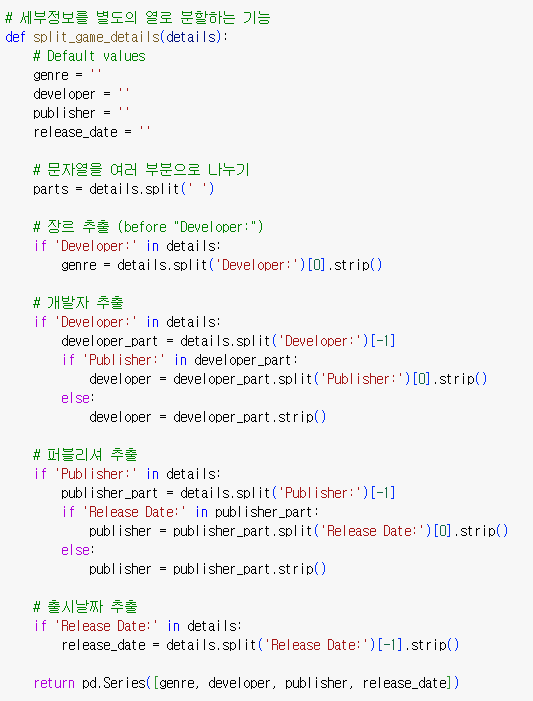 # 세부정보를 별도의 열로 분할하는 기능
def split_game_details(details):
    # Default values
    genre = ''
    developer = ''
    publisher = ''
    release_date = ''

    # 문자열을 여러 부분으로 나누기
    parts = details.split(' ')

    # 장르 추출 (before "Developer:")
    if 'Developer:' in details:
        genre = details.split('Developer:')[0].strip()

    # 개발자 추출
    if 'Developer:' in details:
        developer_part = details.split('Developer:')[-1]
        if 'Publisher:' in developer_part:
            developer = developer_part.split('Publisher:')[0].strip()
        else:
            developer = developer_part.strip()

    # 퍼블리셔 추출
    if 'Publisher:' in details:
        publisher_part = details.split('Publisher:')[-1]
        if 'Release Date:' in publisher_part:
            publisher = publisher_part.split('Release Date:')[0].strip()
        else:
            publisher = publisher_part.strip()

    # 출시날짜 추출
    if 'Release Date:' in details:
        release_date = details.split('Release Date:')[-1].strip()

    return pd.Series([genre, developer, publisher, release_date])